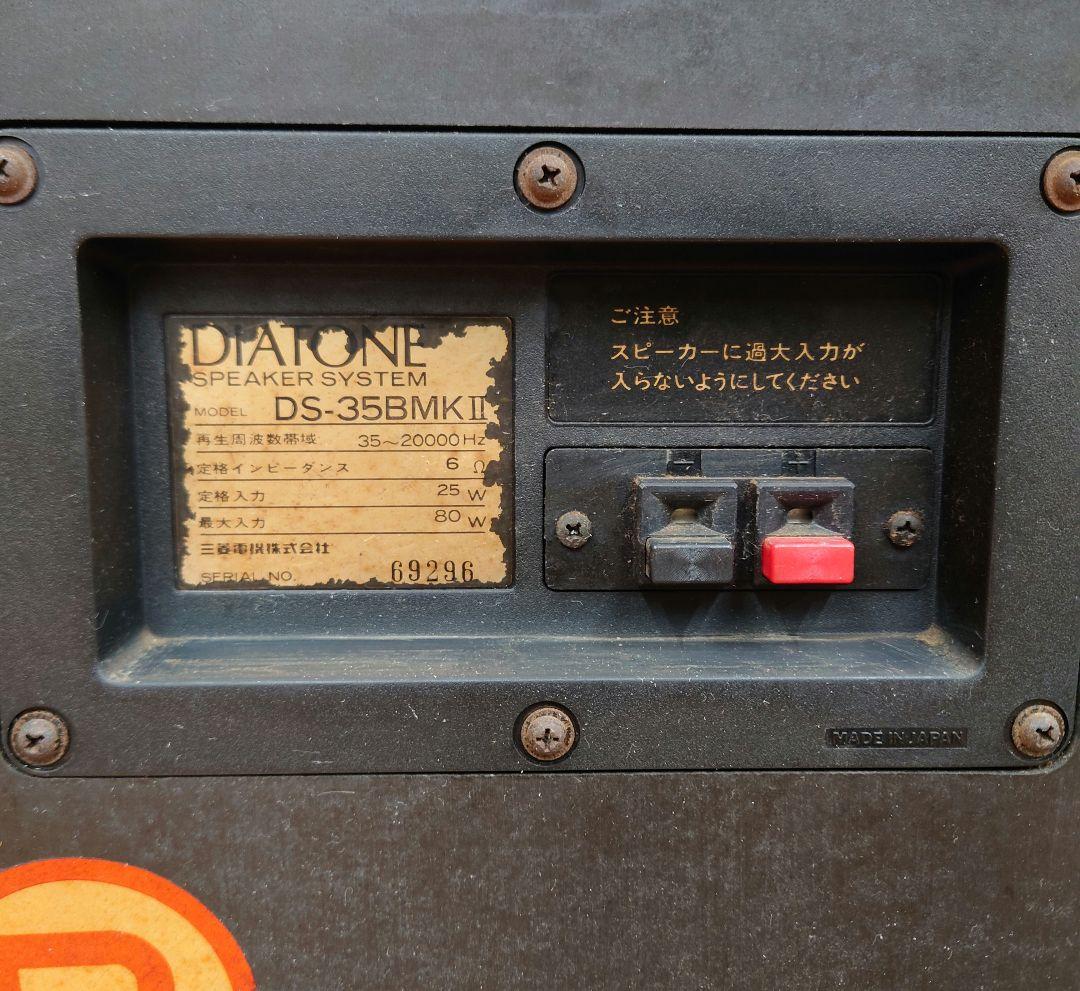 DIATONE
SPEAKER SYSTEM
MODEL DS-35BMKⅡ
再生周波数帯域 35～20000Hz
定格インピーダンス 6 Ω
定格入力 25 W
最大入力 80 W
三菱電機株式会社
SERIAL NO. 69296
ご注意
スピーカーに過大入力が
入らないようにしてください
- +
MADE IN JAPAN